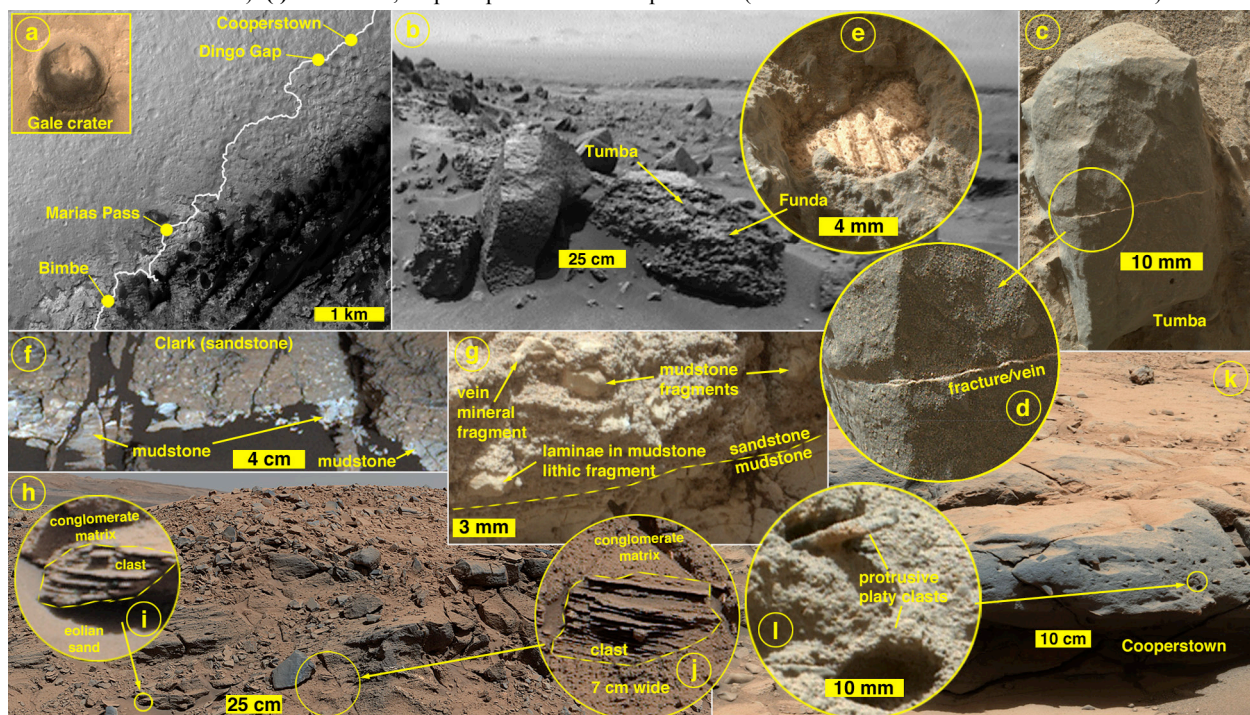 a
Gale crater
Cooperstown
Dingo Gap
Marias Pass
Bimbe
1 km
b
Tumba
Funda
25 cm
e
4 mm
c
10 mm
Tumba
fracture/vein
d
f
Clark (sandstone)
mudstone
4 cm
mudstone
g
vein
mineral
fragment
mudstone
fragments
laminae in mudstone
lithic fragment
sandstone
mudstone
3 mm
h
conglomerate
matrix
clast
eolian
sand
i
25 cm
conglomerate
matrix
clast
j
7 cm wide
k
protrusive
platy clasts
l
10 mm
10 cm
Cooperstown